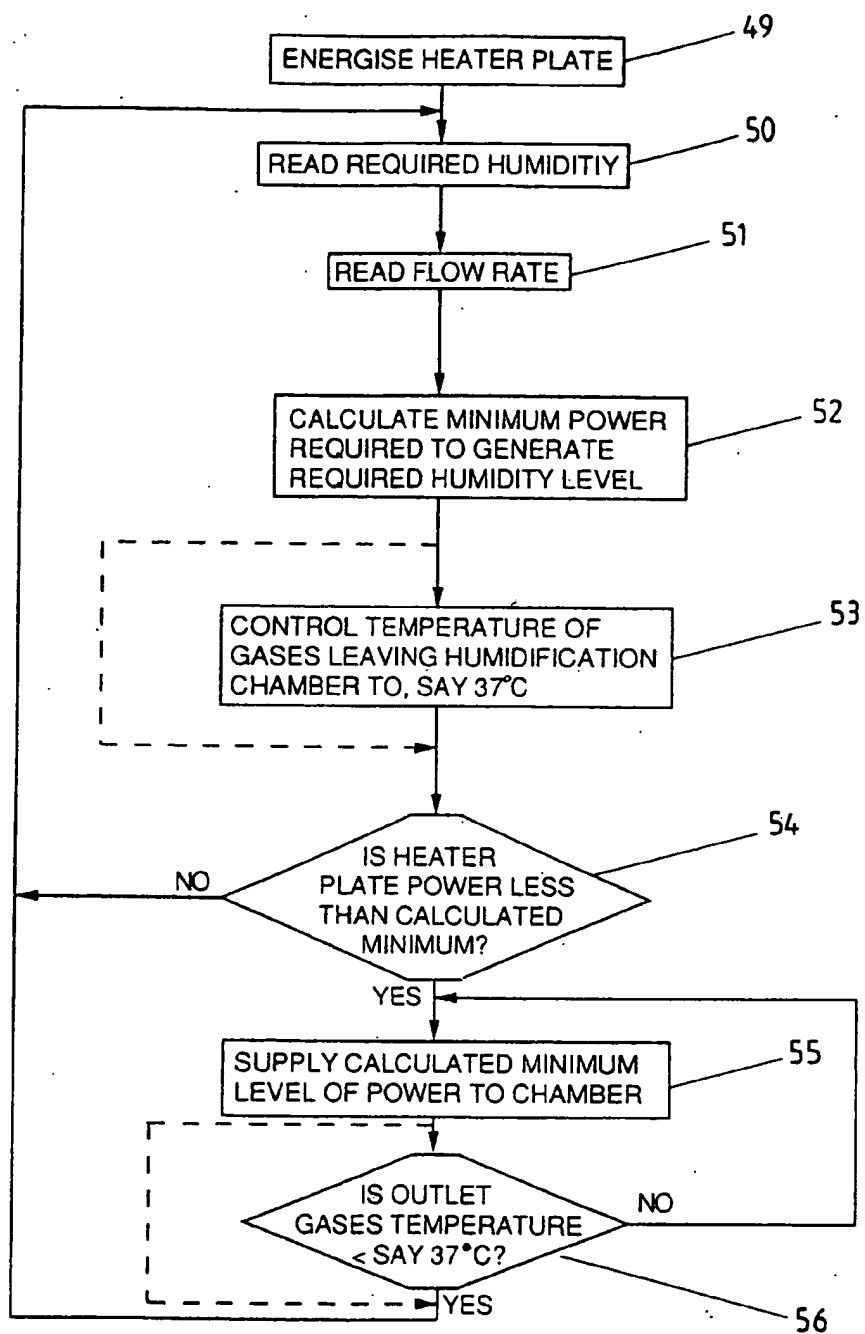 49
ENERGISE HEATER PLATE
50
READ REQUIRED HUMIDITIY
51
READ FLOW RATE
52
CALCULATE MINIMUM POWER
REQUIRED TO GENERATE
REQUIRED HUMIDITY LEVEL
53
CONTROL TEMPERATURE OF
GASES LEAVING HUMIDIFICATION
CHAMBER TO, SAY 37°C
54
IS HEATER
PLATE POWER LESS
THAN CALCULATED
MINIMUM?
NO
YES
55
SUPPLY CALCULATED MINIMUM
LEVEL OF POWER TO CHAMBER
IS OUTLET
GASES TEMPERATURE
< SAY 37°C?
NO
YES
56